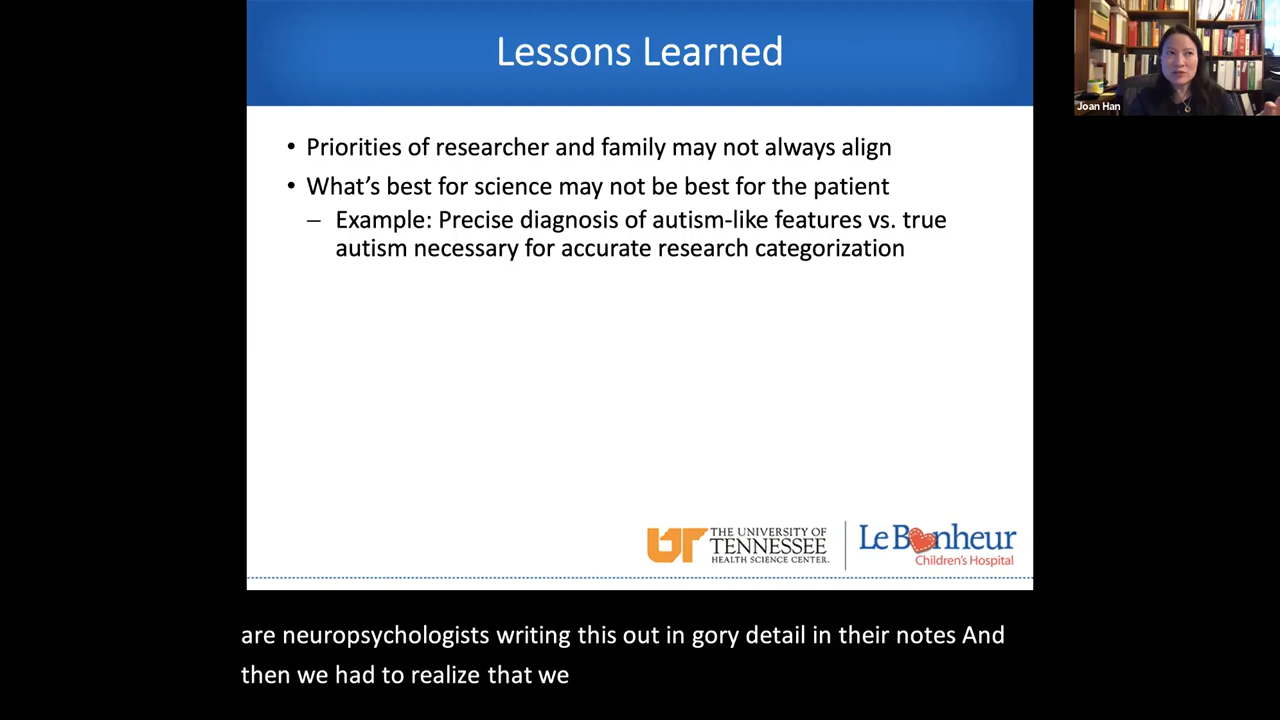 Lessons Learned
Joan Han
• Priorities of researcher and family may not always align
• What's best for science may not be best for the patient
– Example: Precise diagnosis of autism-like features vs. true
autism necessary for accurate research categorization
UT THE UNIVERSITY OF
TENNESSEE
HEALTH SCIENCE CENTER.
Le Bonheur
Children's Hospital
are neuropsychologists writing this out in gory detail in their notes And
then we had to realize that we